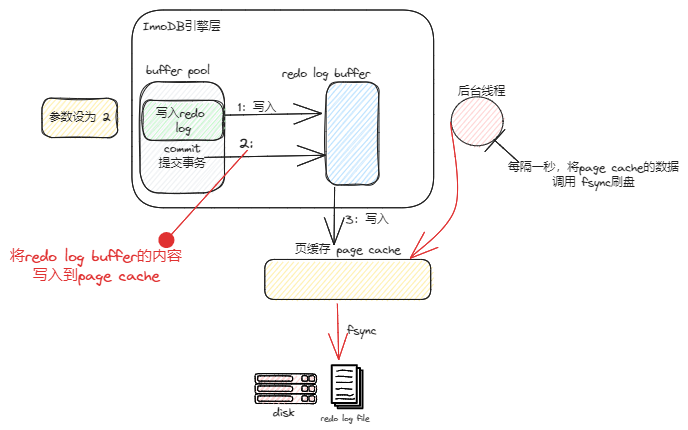 InnoDB引擎层
buffer pool
redo log buffer
后台线程
参数设为 2
写入redo
log
1: 写入
commit
提交事务
2:
每隔一秒，将page cache的数据
调用 fsync刷盘
3: 写入
将redo log buffer的内容
写入到page cache
页缓存 page cache
fsync
disk
redo log file